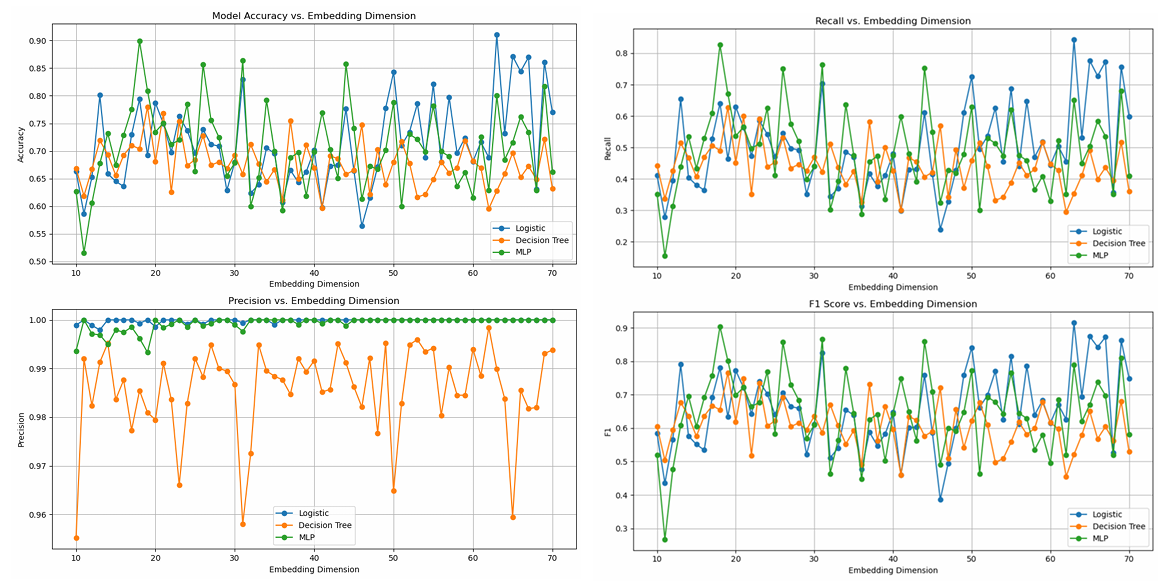 Model Accuracy vs. Embedding Dimension
Accuracy
0.90
0.85
0.80
0.75
0.70
0.65
0.60
0.55
0.50
10 20 30 40 50 60 70
Embedding Dimension
Logistic
Decision Tree
MLP
Recall vs. Embedding Dimension
Recall
0.8
0.7
0.6
0.5
0.4
0.3
0.2
10 20 30 40 50 60 70
Embedding Dimension
Logistic
Decision Tree
MLP
Precision vs. Embedding Dimension
Precision
1.00
0.99
0.98
0.97
0.96
10 20 30 40 50 60 70
Embedding Dimension
Logistic
Decision Tree
MLP
F1 Score vs. Embedding Dimension
F1
0.9
0.8
0.7
0.6
0.5
0.4
0.3
10 20 30 40 50 60 70
Embedding Dimension
Logistic
Decision Tree
MLP